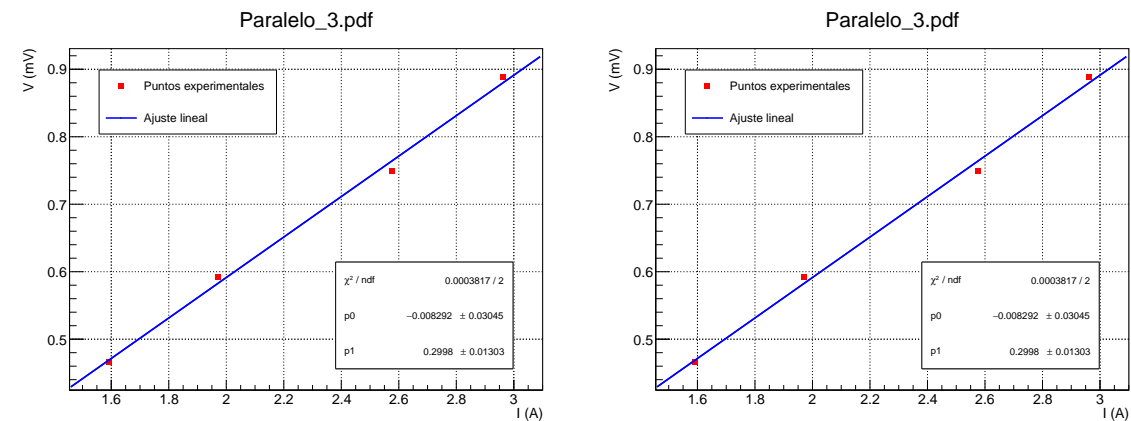 Paralelo_3.pdf
V (mV)
0.9
0.8
0.7
0.6
0.5
Puntos experimentales
Ajuste lineal
χ² / ndf 0.0003817 / 2
p0 −0.008292 ± 0.03045
p1 0.2998 ± 0.01303
1.6 1.8 2 2.2 2.4 2.6 2.8 3
I (A)
Paralelo_3.pdf
V (mV)
0.9
0.8
0.7
0.6
0.5
Puntos experimentales
Ajuste lineal
χ² / ndf 0.0003817 / 2
p0 −0.008292 ± 0.03045
p1 0.2998 ± 0.01303
1.6 1.8 2 2.2 2.4 2.6 2.8 3
I (A)